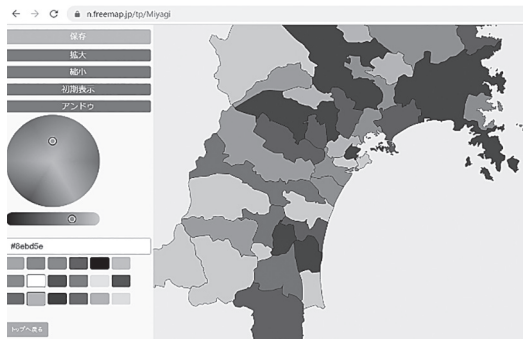 n.freemap.jp/tp/Miyagi
保存
拡大
縮小
初期表示
アンドゥ
#8ebd5e
トップへ戻る